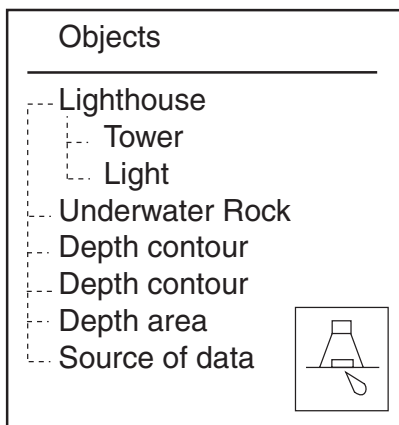 Objects
Lighthouse
Tower
Light
Underwater Rock
Depth contour
Depth contour
Depth area
Source of data